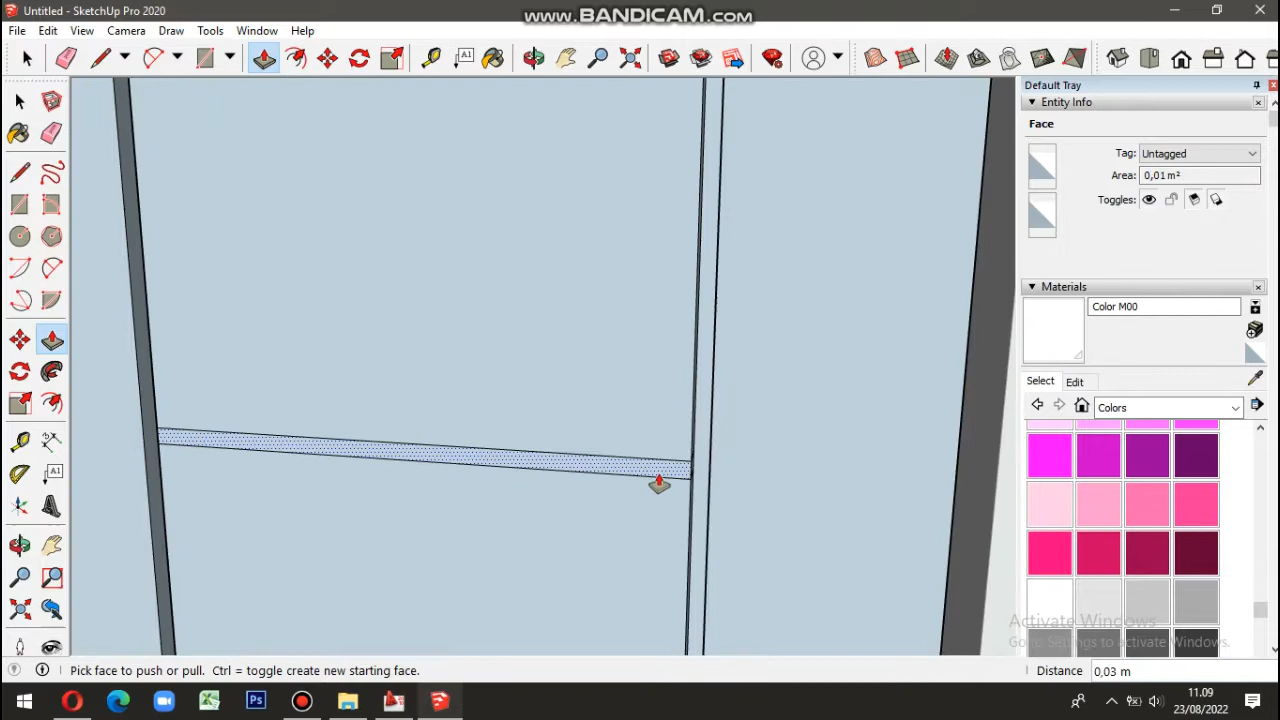 www.BANDICAM.com
Untitled - SketchUp Pro 2020
File Edit View Camera Draw Tools Window Help
A1
Default Tray
Entity Info
Face
Tag: Untagged
Area: 0,01 m²
Toggles:
Materials
Color M00
Select Edit
Colors
A1
Activate Windows
Go to Settings to activate Windows.
Pick face to push or pull. Ctrl = toggle create new starting face.
Distance 0,03 m
Ps
11.09
23/08/2022